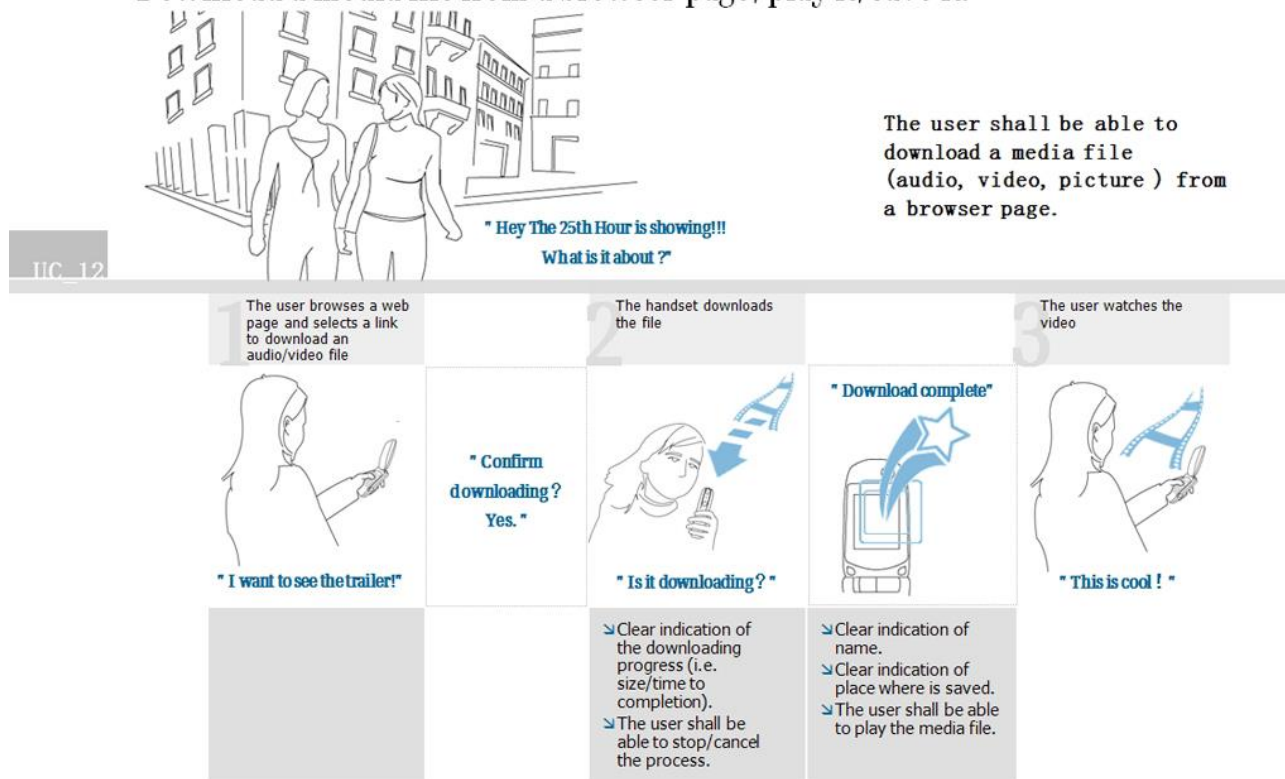 The user shall be able to
download a media file
(audio, video, picture ) from
a browser page.
" Hey The 25th Hour is showing!!!
What is it about ?"
UC_12
1
The user browses a web
page and selects a link
to download an
audio/video file
2
The handset downloads
the file
3
The user watches the
video
" I want to see the trailer!"
" Confirm
downloading ?
Yes. "
" Is it downloading ? "
" Download complete"
" This is cool ! "
Clear indication of
the downloading
progress (i.e.
size/time to
completion).
The user shall be
able to stop/cancel
the process.
Clear indication of
name.
Clear indication of
place where is saved.
The user shall be able
to play the media file.